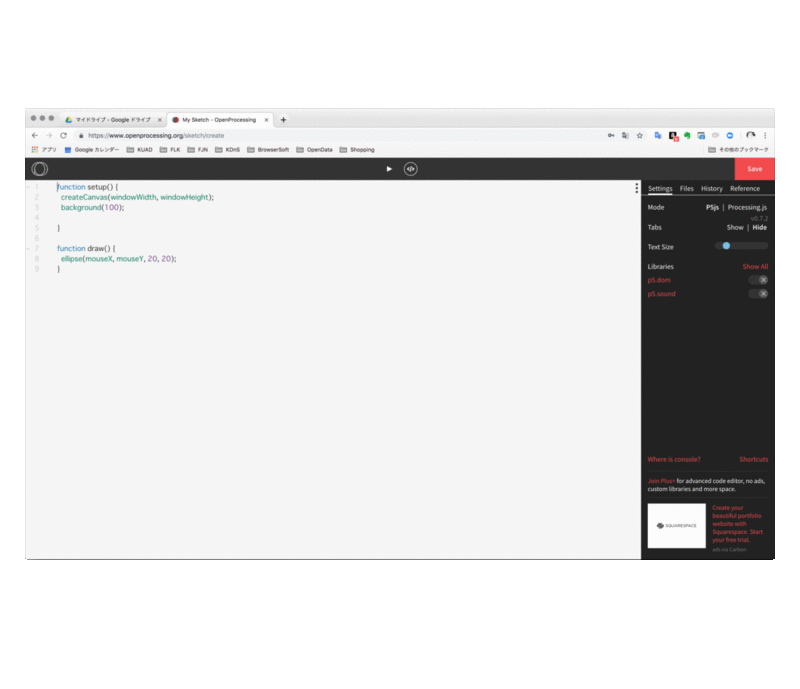 マイドライブ - Google ドライブ
My Sketch - OpenProcessing
https://www.openprocessing.org/sketch/create
アプリ Google カレンダー KUAD FLK FJN KDnS BrowserSoft OpenData Shopping その他のブックマーク
Save
1 function setup() {
2 createCanvas(windowWidth, windowHeight);
3 background(100);
4
5 }
6
7 function draw() {
8 ellipse(mouseX, mouseY, 20, 20);
9 }
Settings Files History Reference
Mode P5js | Processing.js
v0.7.2
Tabs Show | Hide
Text Size
Libraries Show All
p5.dom
p5.sound
Where is console? Shortcuts
Join Plus+ for advanced code editor, no ads,
custom libraries and more space.
SQUARESPACE
Create your
beautiful portfolio
website with
Squarespace. Start
your free trial.
ads via Carbon